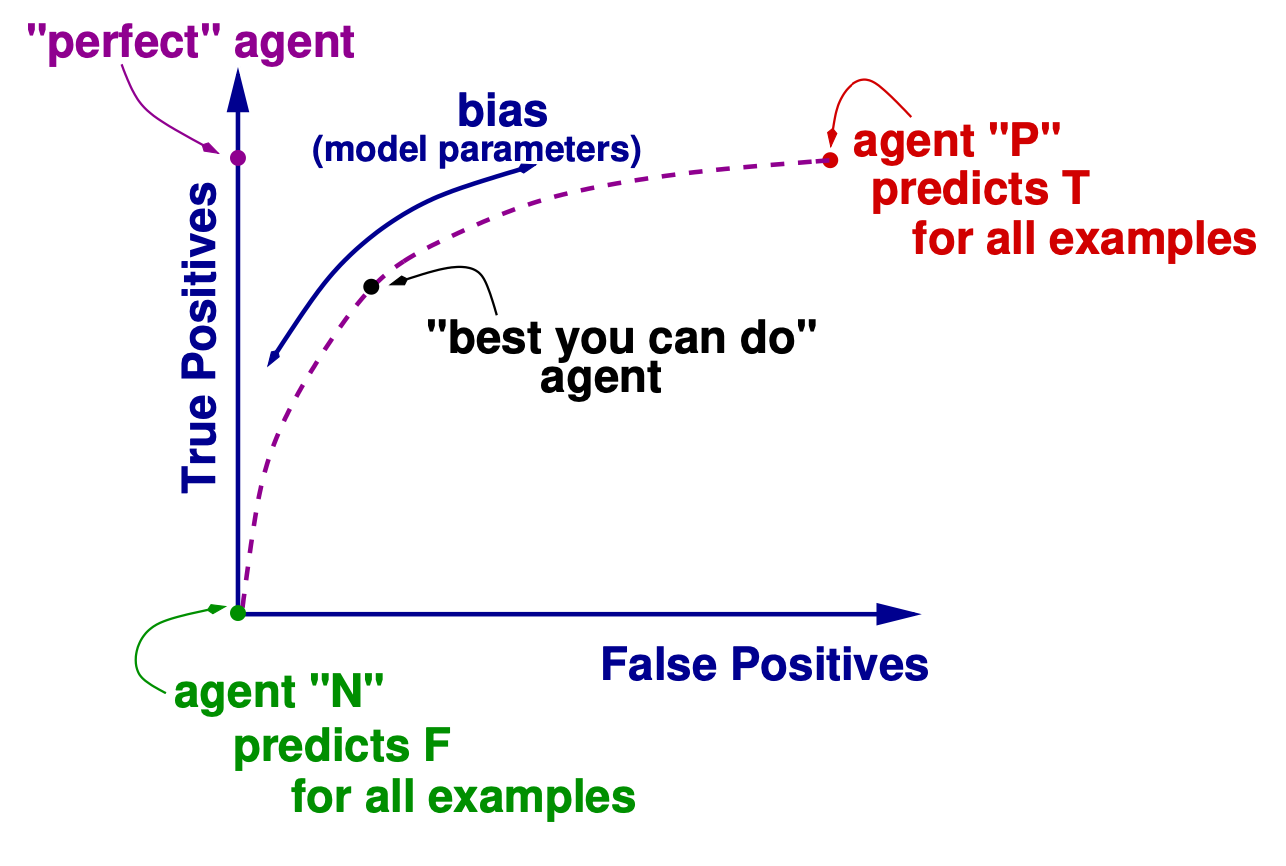 "perfect" agent
bias
(model parameters)
agent "P"
predicts T
for all examples
True Positives
"best you can do"
agent
False Positives
agent "N"
predicts F
for all examples